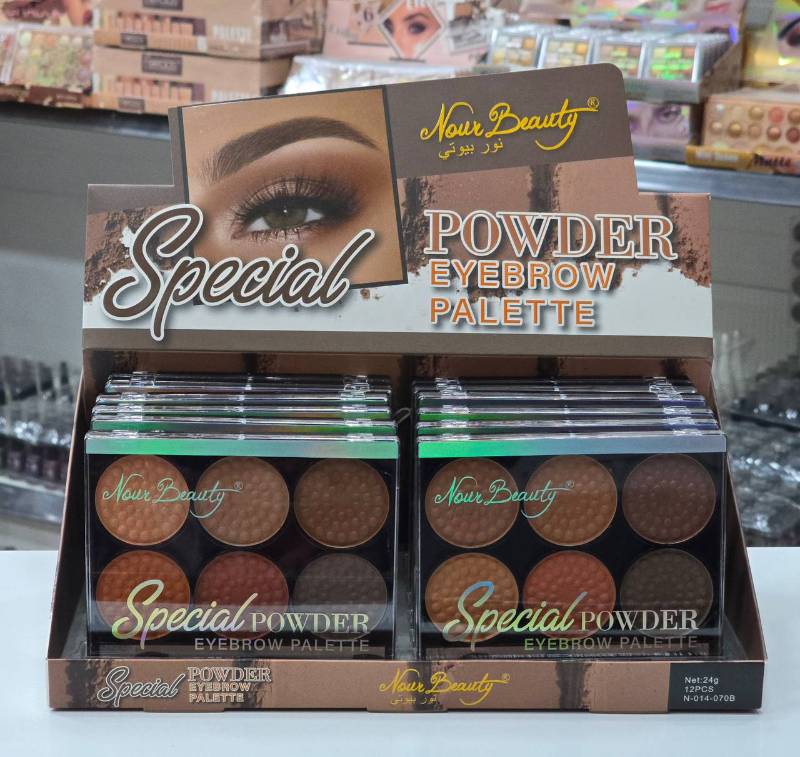 Nour Beauty®
نور بيوتي
Special
POWDER
EYEBROW
PALETTE
Nour Beauty®
Special POWDER
EYEBROW PALETTE
Nour Beauty®
Special POWDER
EYEBROW PALETTE
Special POWDER
EYEBROW
PALETTE
Nour Beauty®
نور بيوتي
Net:24g
12PCS
N-014-070B